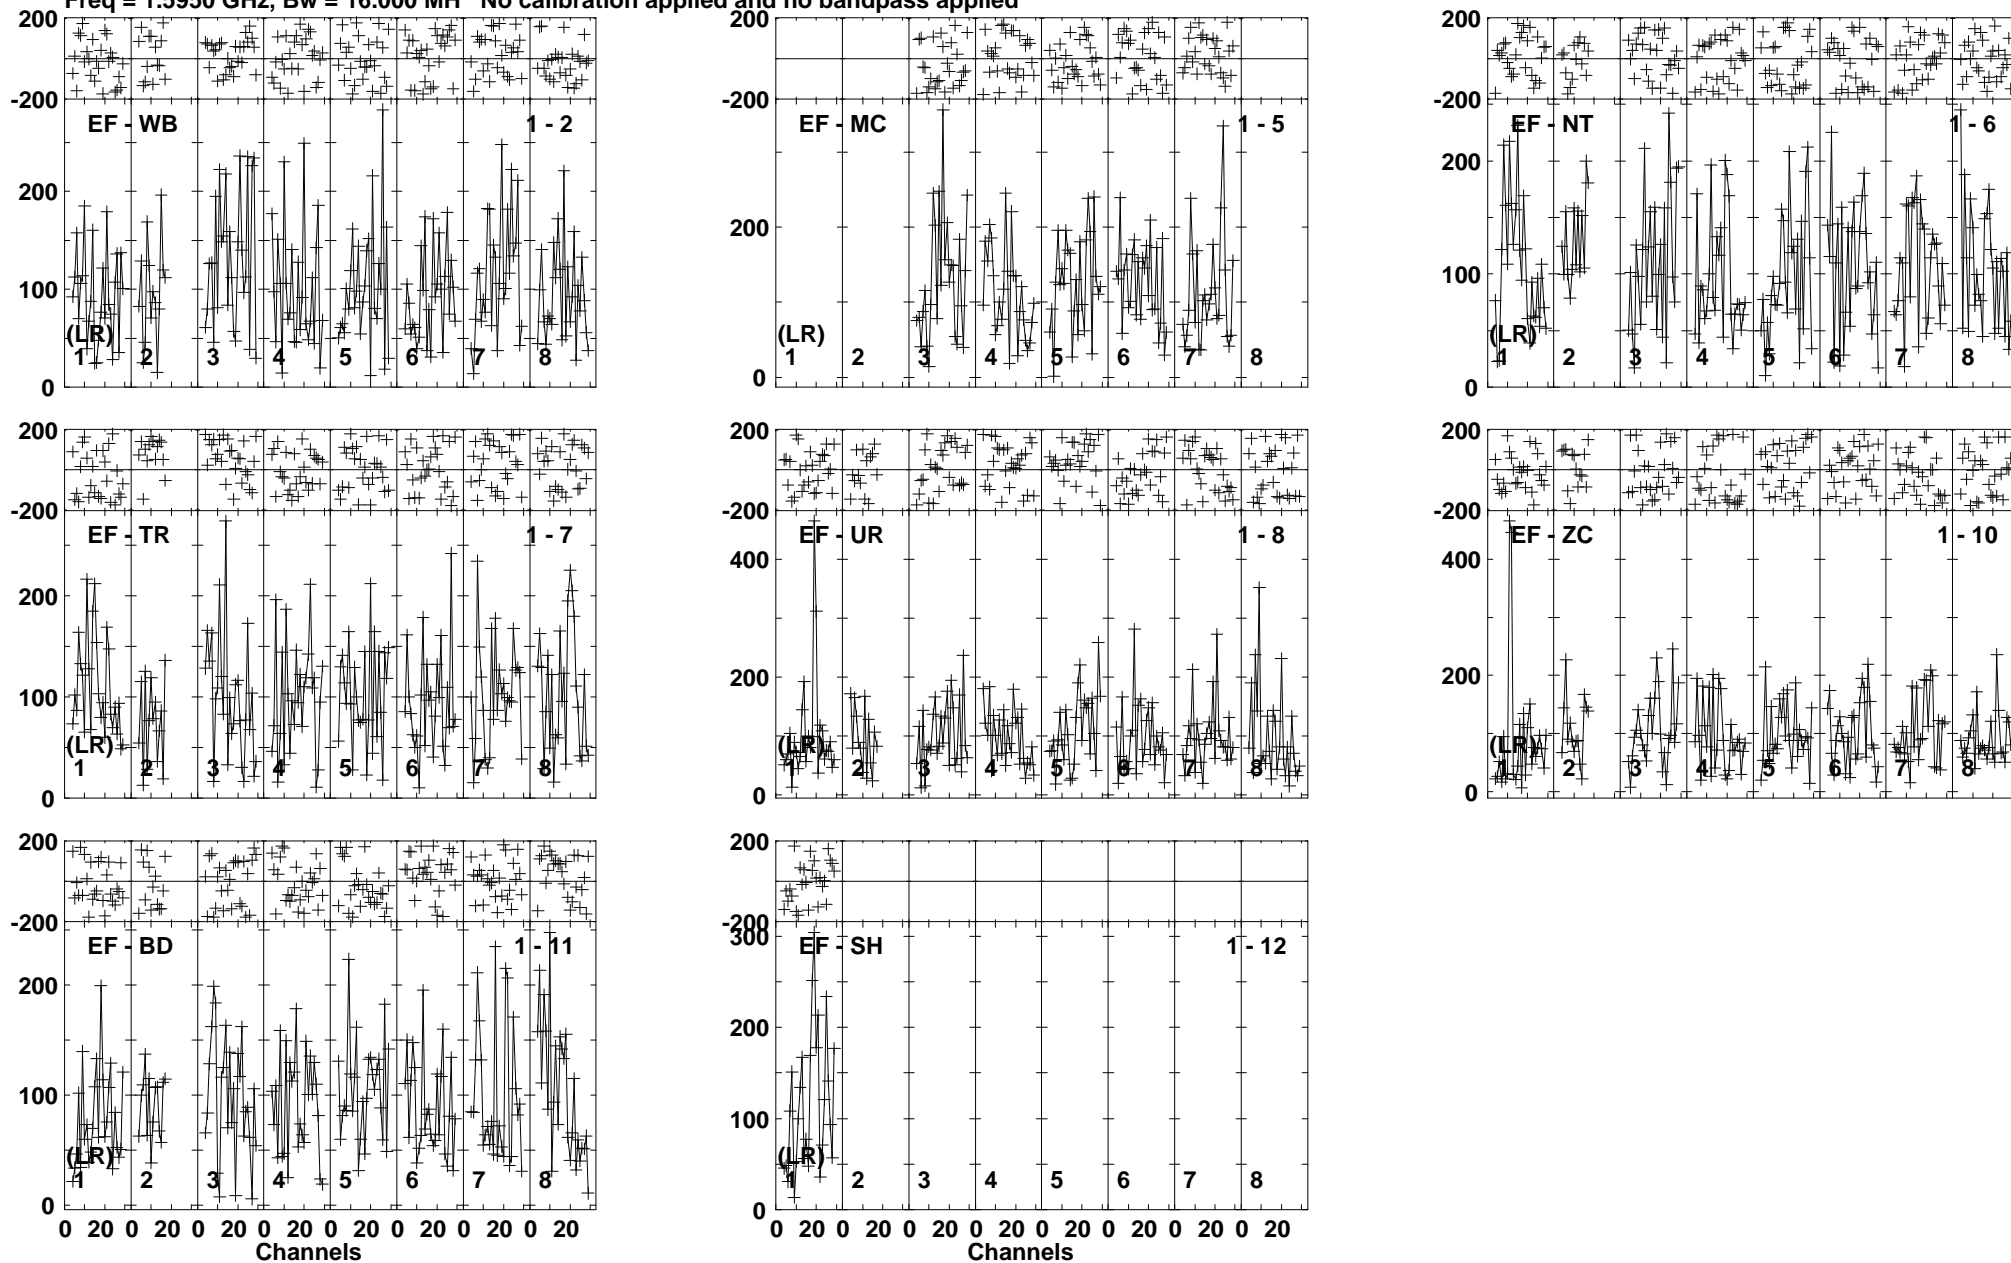 Freq = 1.5950 GHz, Bw = 16.000 MH No calibration applied and no bandpass applied
200 200 200
-200 -200 -200
EF - WB 1 - 2 EF - MC 1 - 5 EF - NT 1 - 6
200 200 200
100 100
(LR) (LR) (LR)
1 2 3 4 5 6 7 8 1 2 3 4 5 6 7 8 1 2 3 4 5 6 7 8
0 0 0
200 200 200
-200 -200 -200
EF - TR 1 - 7 EF - UR 1 - 8 EF - ZC 1 - 10
400 400
200 200 200
100
(LR) (LR) (LR)
1 2 3 4 5 6 7 8 1 2 3 4 5 6 7 8 1 2 3 4 5 6 7 8
0 0 0
200 200
-200 -200
300
EF - BD 1 - 11 EF - SH 1 - 12
200 200
100 100
(LR) (LR)
1 2 3 4 5 6 7 8 1 2 3 4 5 6 7 8
0 0
0 20 0 20 0 20 0 20 0 20 0 20 0 20 0 20 0 20 0 20 0 20 0 20 0 20 0 20 0 20 0 20
Channels Channels